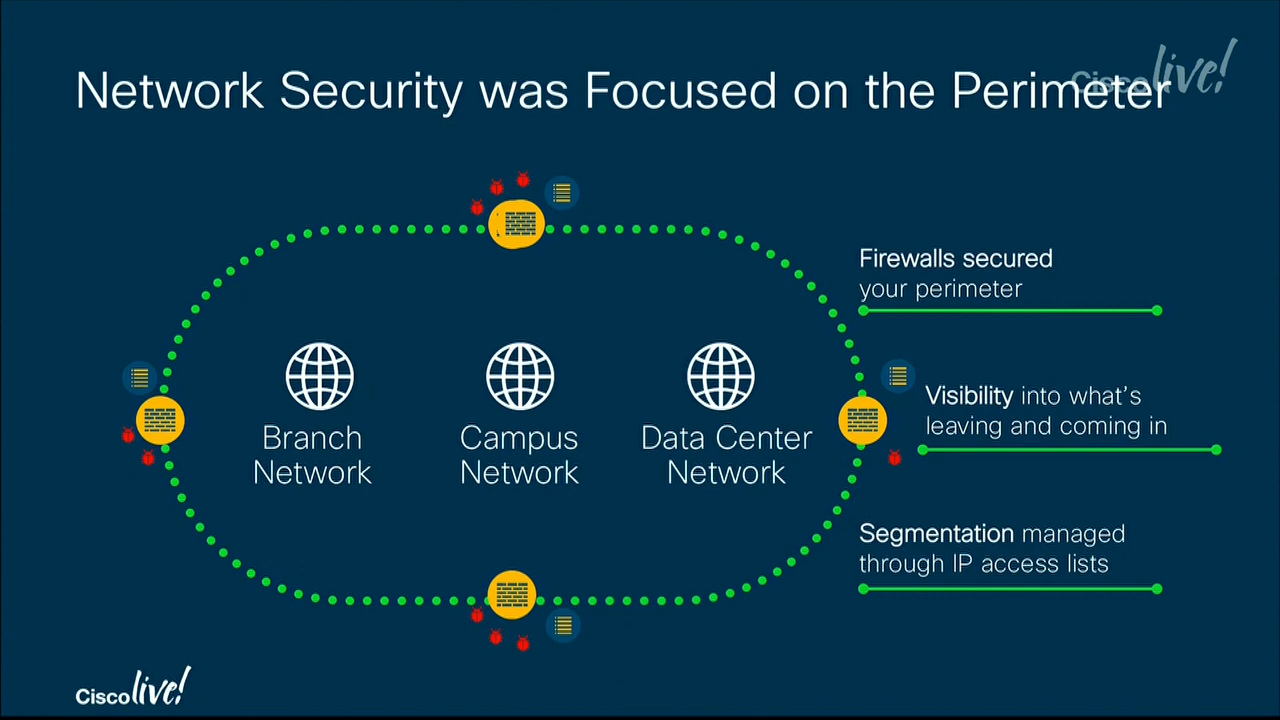 Network Security was Focused on the Perimeter
Cisco live!
Firewalls secured
your perimeter
Visibility into what's
leaving and coming in
Branch
Network
Campus
Network
Data Center
Network
Segmentation managed
through IP access lists
Cisco live!